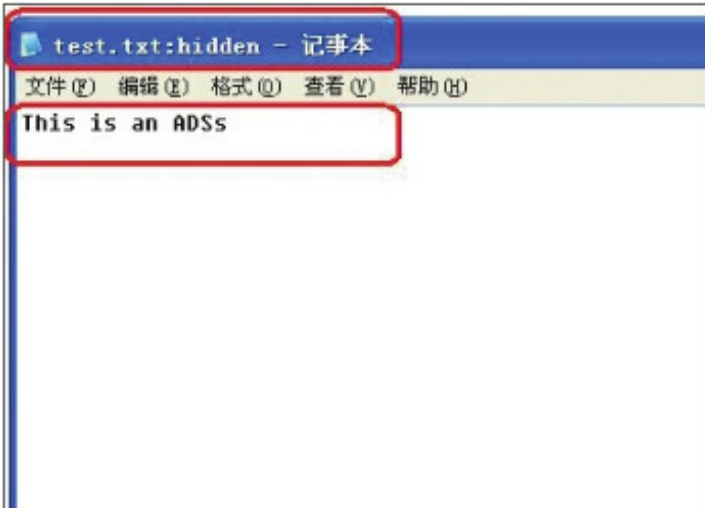 test.txt:hidden - 记事本
文件(F) 编辑(E) 格式(O) 查看(V) 帮助(H)
This is an ADSs